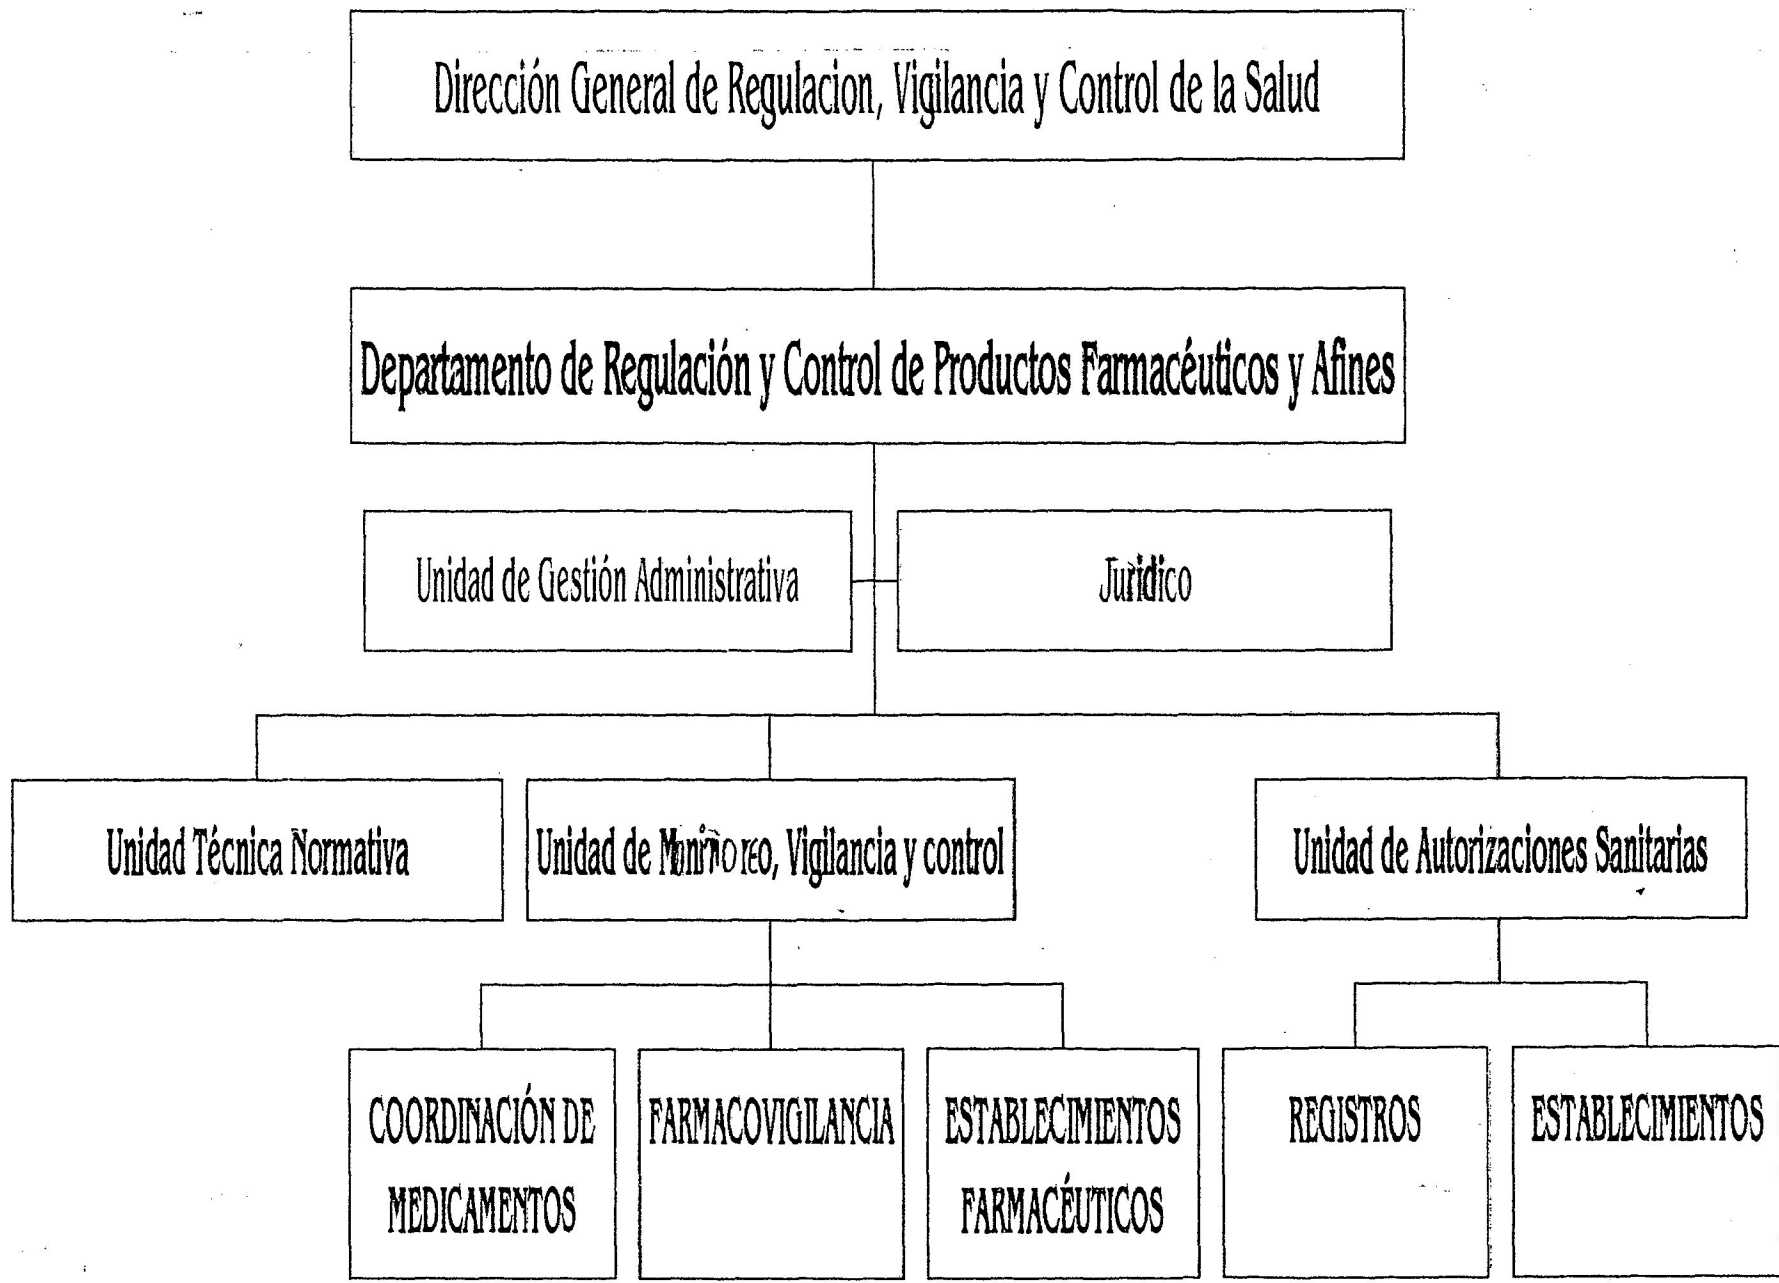 Dirección General de Regulacion, Vigilancia y Control de la Salud
Departamento de Regulación y Control de Productos Farmacéuticos y Afines
Unidad de Gestión Administrativa
Juridico
Unidad Técnica Normativa
Unidad de Monitoreo, Vigilancia y control
Unidad de Autorizaciones Sanitarias
COORDINACIÓN DE
MEDICAMENTOS
FARMACOVIGILANCIA
ESTABLECIMIENTOS
FARMACÉUTICOS
REGISTROS
ESTABLECIMIENTOS